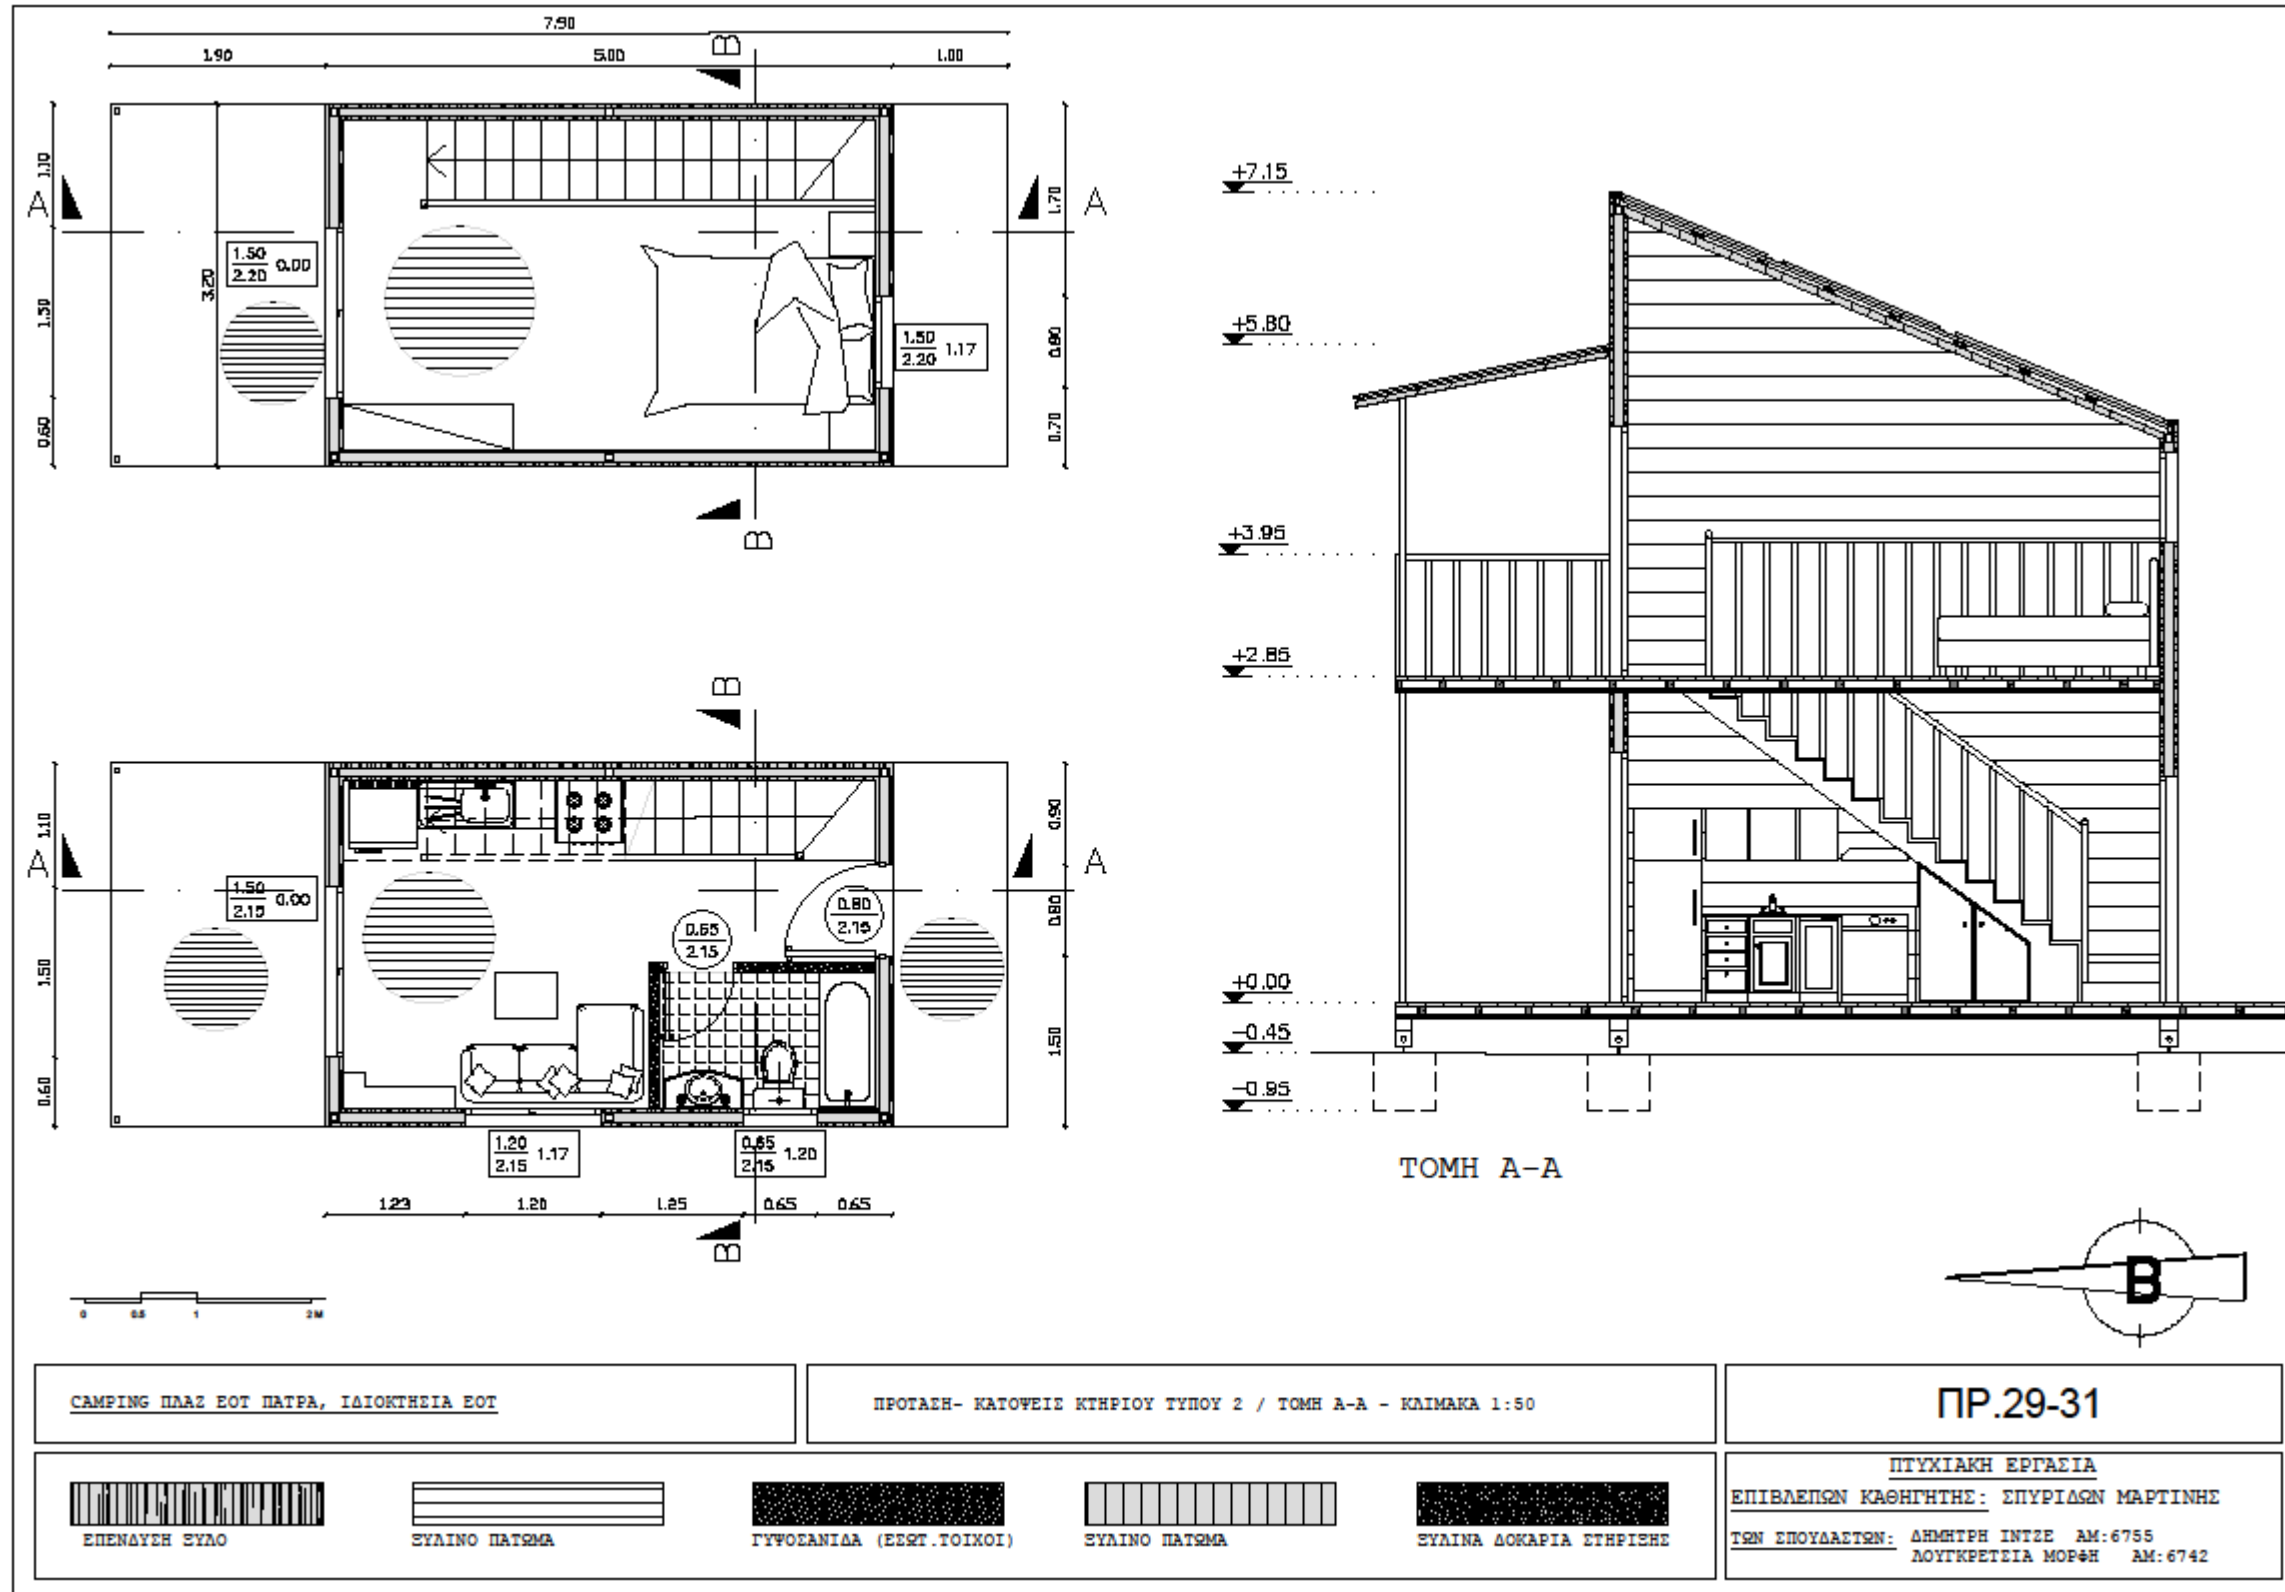 7.90
1.90 5.00 1.00
B
1.10
1.50
0.60
A
3.20
1.50
2.20 0.00
1.50
2.20 1.17
1.70
0.80
0.70
A
B
+7.15
+5.80
+3.95
+2.85
+0.00
-0.45
-0.95
ΤΟΜΗ Α-Α
B
1.10
1.50
0.60
A
1.50
2.15 0.00
0.65
2.15
0.80
2.15
0.90
0.80
1.50
A
1.20
2.15 1.17
0.65
2.15 1.20
1.23 1.20 1.25 0.65 0.65
B
0 0.5 1 2M
B
CAMPING ΠΛΑΖ ΕΟΤ ΠΑΤΡΑ, ΙΔΙΟΚΤΗΣΙΑ ΕΟΤ
ΠΡΟΤΑΣΗ- ΚΑΤΟΨΕΙΣ ΚΤΗΡΙΟΥ ΤΥΠΟΥ 2 / ΤΟΜΗ Α-Α - ΚΛΙΜΑΚΑ 1:50
ΠΡ.29-31
ΕΠΕΝΔΥΣΗ ΞΥΛΟ
ΞΥΛΙΝΟ ΠΑΤΩΜΑ
ΓΥΨΟΣΑΝΙΔΑ (ΕΣΩΤ.ΤΟΙΧΟΙ)
ΞΥΛΙΝΟ ΠΑΤΩΜΑ
ΞΥΛΙΝΑ ΔΟΚΑΡΙΑ ΣΤΗΡΙΞΗΣ
ΠΤΥΧΙΑΚΗ ΕΡΓΑΣΙΑ
ΕΠΙΒΛΕΠΩΝ ΚΑΘΗΓΗΤΗΣ: ΣΠΥΡΙΔΩΝ ΜΑΡΤΙΝΗΣ
ΤΩΝ ΣΠΟΥΔΑΣΤΩΝ: ΔΗΜΗΤΡΗ ΙΝΤΖΕ ΑΜ:6755
ΛΟΥΓΚΡΕΤΣΙΑ ΜΟΡΦΗ ΑΜ:6742